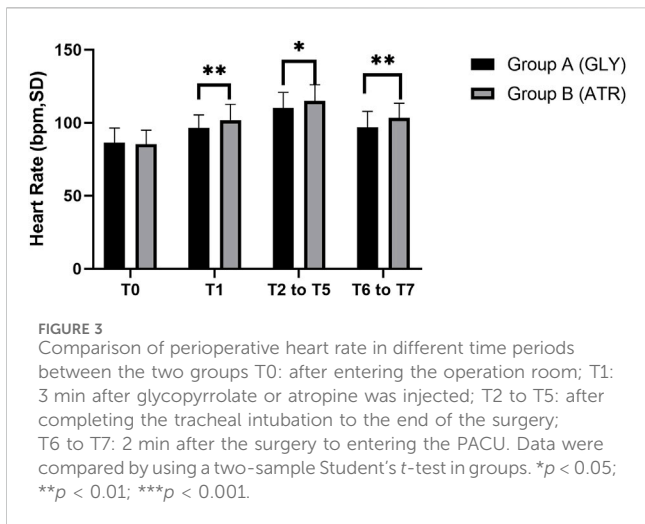 150
100
50
0
Heart Rate (bpm,SD)
**
*
**
T0
T1
T2 to T5
T6 to T7
Group A (GLY)
Group B (ATR)
FIGURE 3
Comparison of perioperative heart rate in different time periods
between the two groups T0: after entering the operation room; T1:
3 min after glycopyrrolate or atropine was injected; T2 to T5: after
completing the tracheal intubation to the end of the surgery;
T6 to T7: 2 min after the surgery to entering the PACU. Data were
compared by using a two-sample Student's t-test in groups. *p < 0.05;
**p < 0.01; ***p < 0.001.